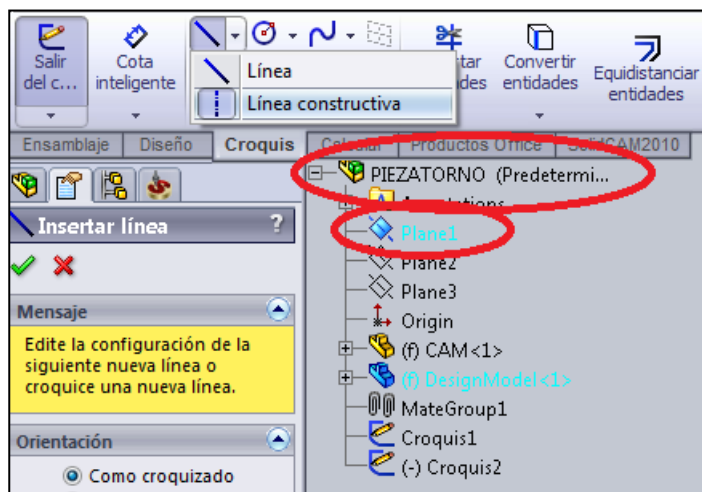 Salir
del c...
Cota
inteligente
Línea
Línea constructiva
Convertir
entidades
Equidistanciar
entidades
Ensamblaje
Diseño
Croquis
Productos Office
SolidCAM2010
PIEZATORNO (Predetermi...
Insertar línea
?
Mensaje
Edite la configuración de la
siguiente nueva línea o
croquice una nueva línea.
Orientación
Como croquizado
Annotations
Plane1
Plane2
Plane3
Origin
(f) CAM<1>
(f) DesignModel<1>
MateGroup1
Croquis1
(-) Croquis2